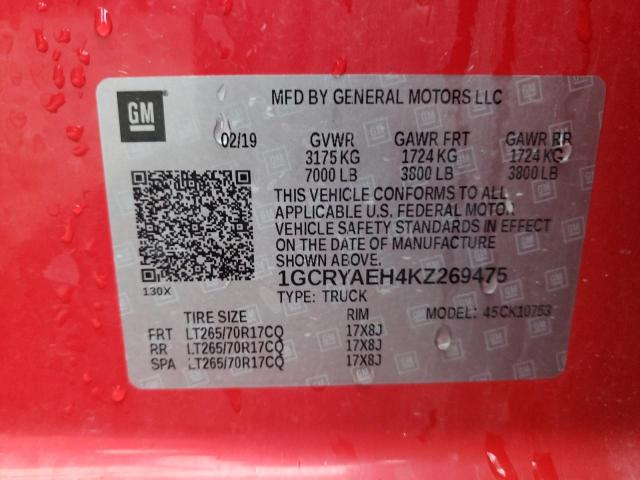 GM
MFD BY GENERAL MOTORS LLC
02/19 GVWR GAWR FRT GAWR RR
3175 KG 1724 KG 1724 KG
7000 LB 3800 LB 3800 LB
THIS VEHICLE CONFORMS TO ALL
APPLICABLE U.S. FEDERAL MOTOR
VEHICLE SAFETY STANDARDS IN EFFECT
ON THE DATE OF MANUFACTURE
SHOWN ABOVE.
130X
1GCRYAEH4KZ269475
TYPE: TRUCK MODEL: 4SCK10753
TIRE SIZE RIM
FRT LT265/70R17CQ 17X8J
RR LT265/70R17CQ 17X8J
SPA LT265/70R17CQ 17X8J